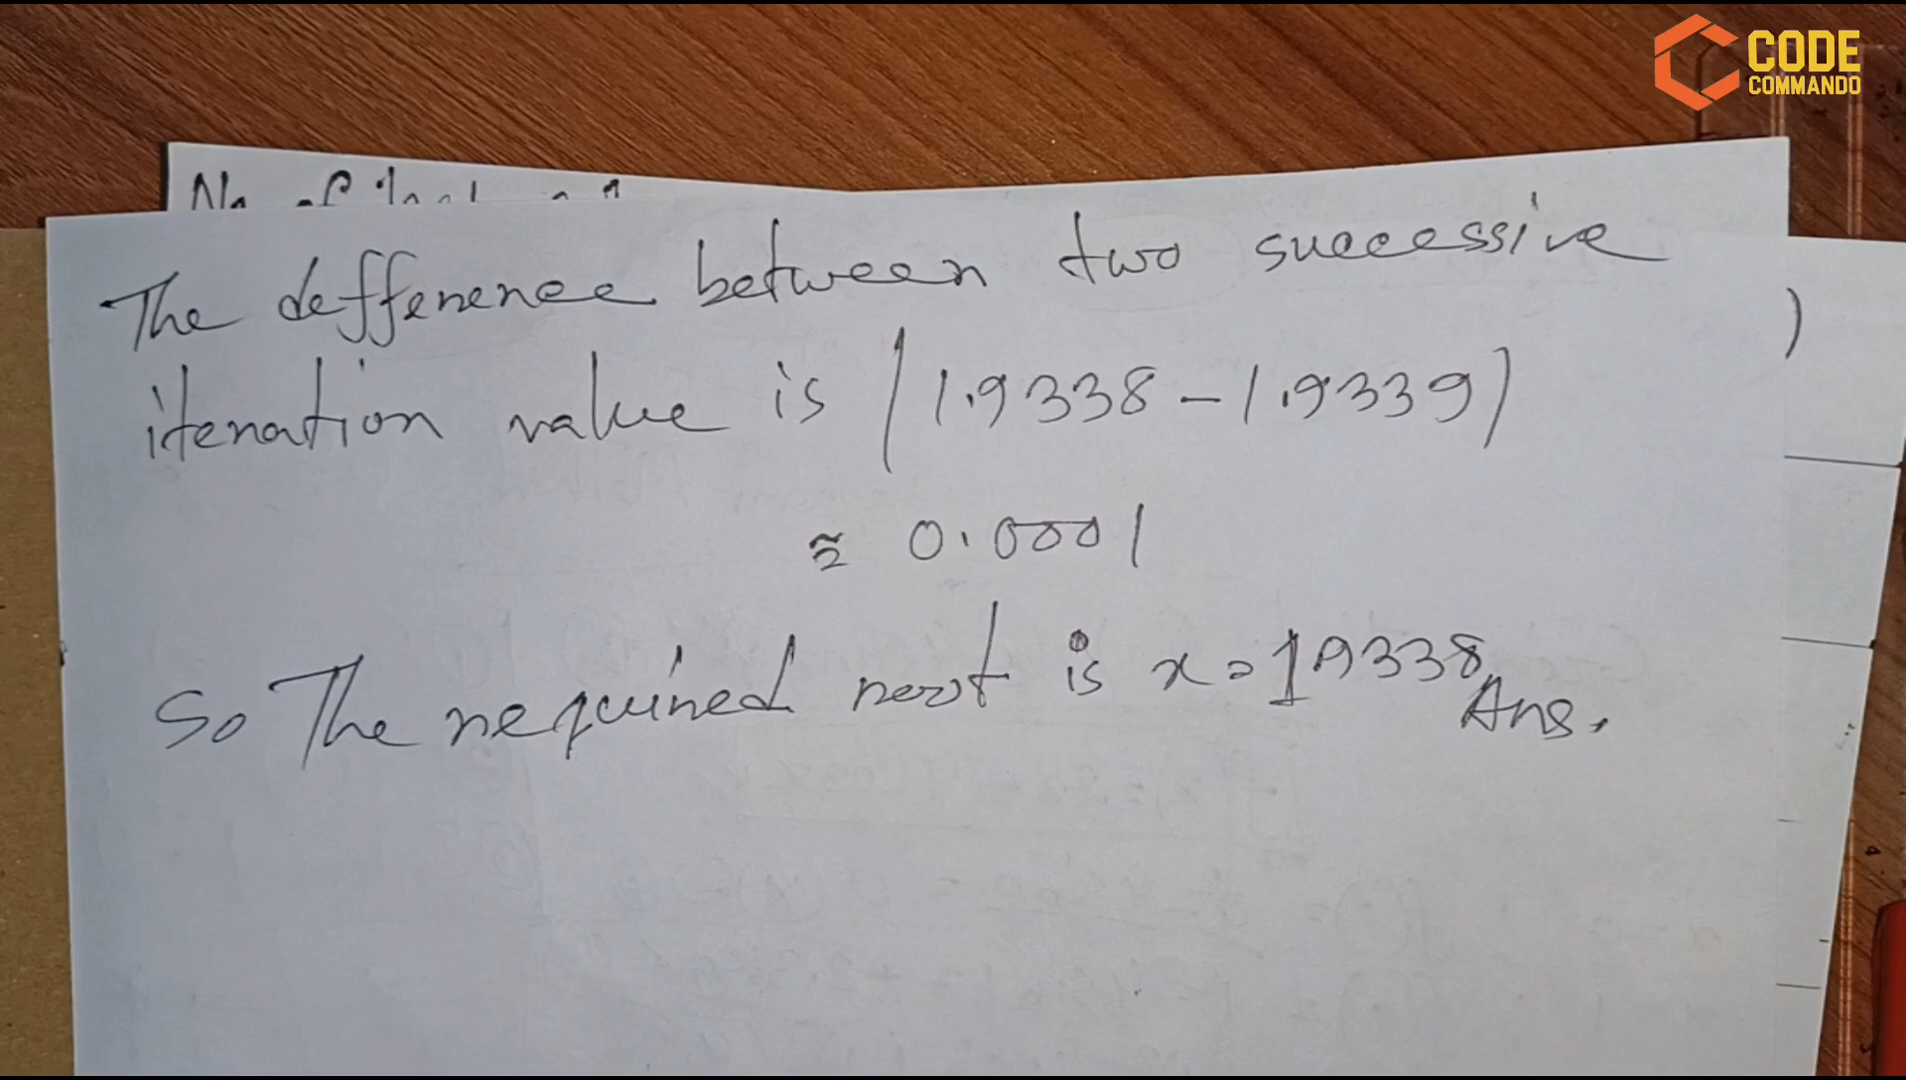 CODE
COMMANDO
The defference between two successive
iteration value is |1.9338-1.9339|
≈ 0.0001
So The required root is x=1.9338
Ans.